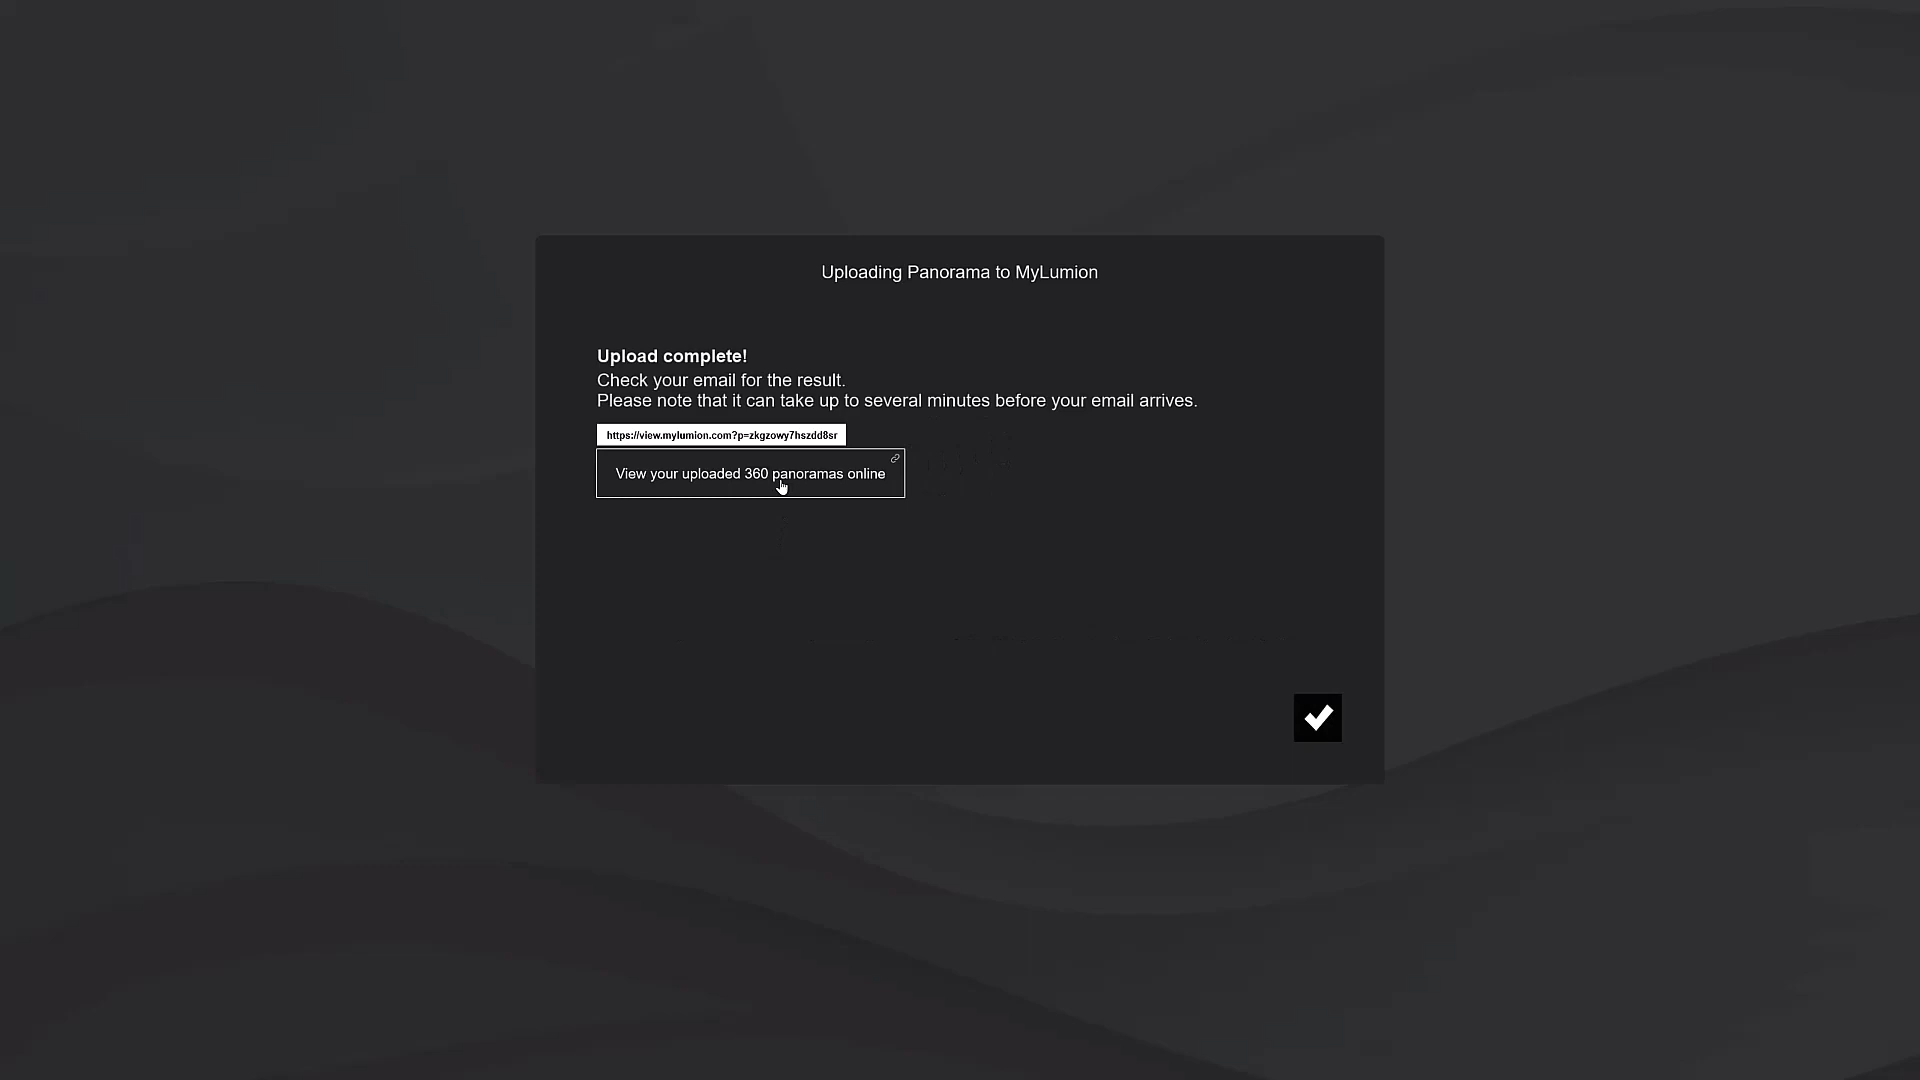 Uploading Panorama to MyLumion
Upload complete!
Check your email for the result.
Please note that it can take up to several minutes before your email arrives.
https://view.mylumion.com?p=zkgzowy7hszdd8sr
View your uploaded 360 panoramas online